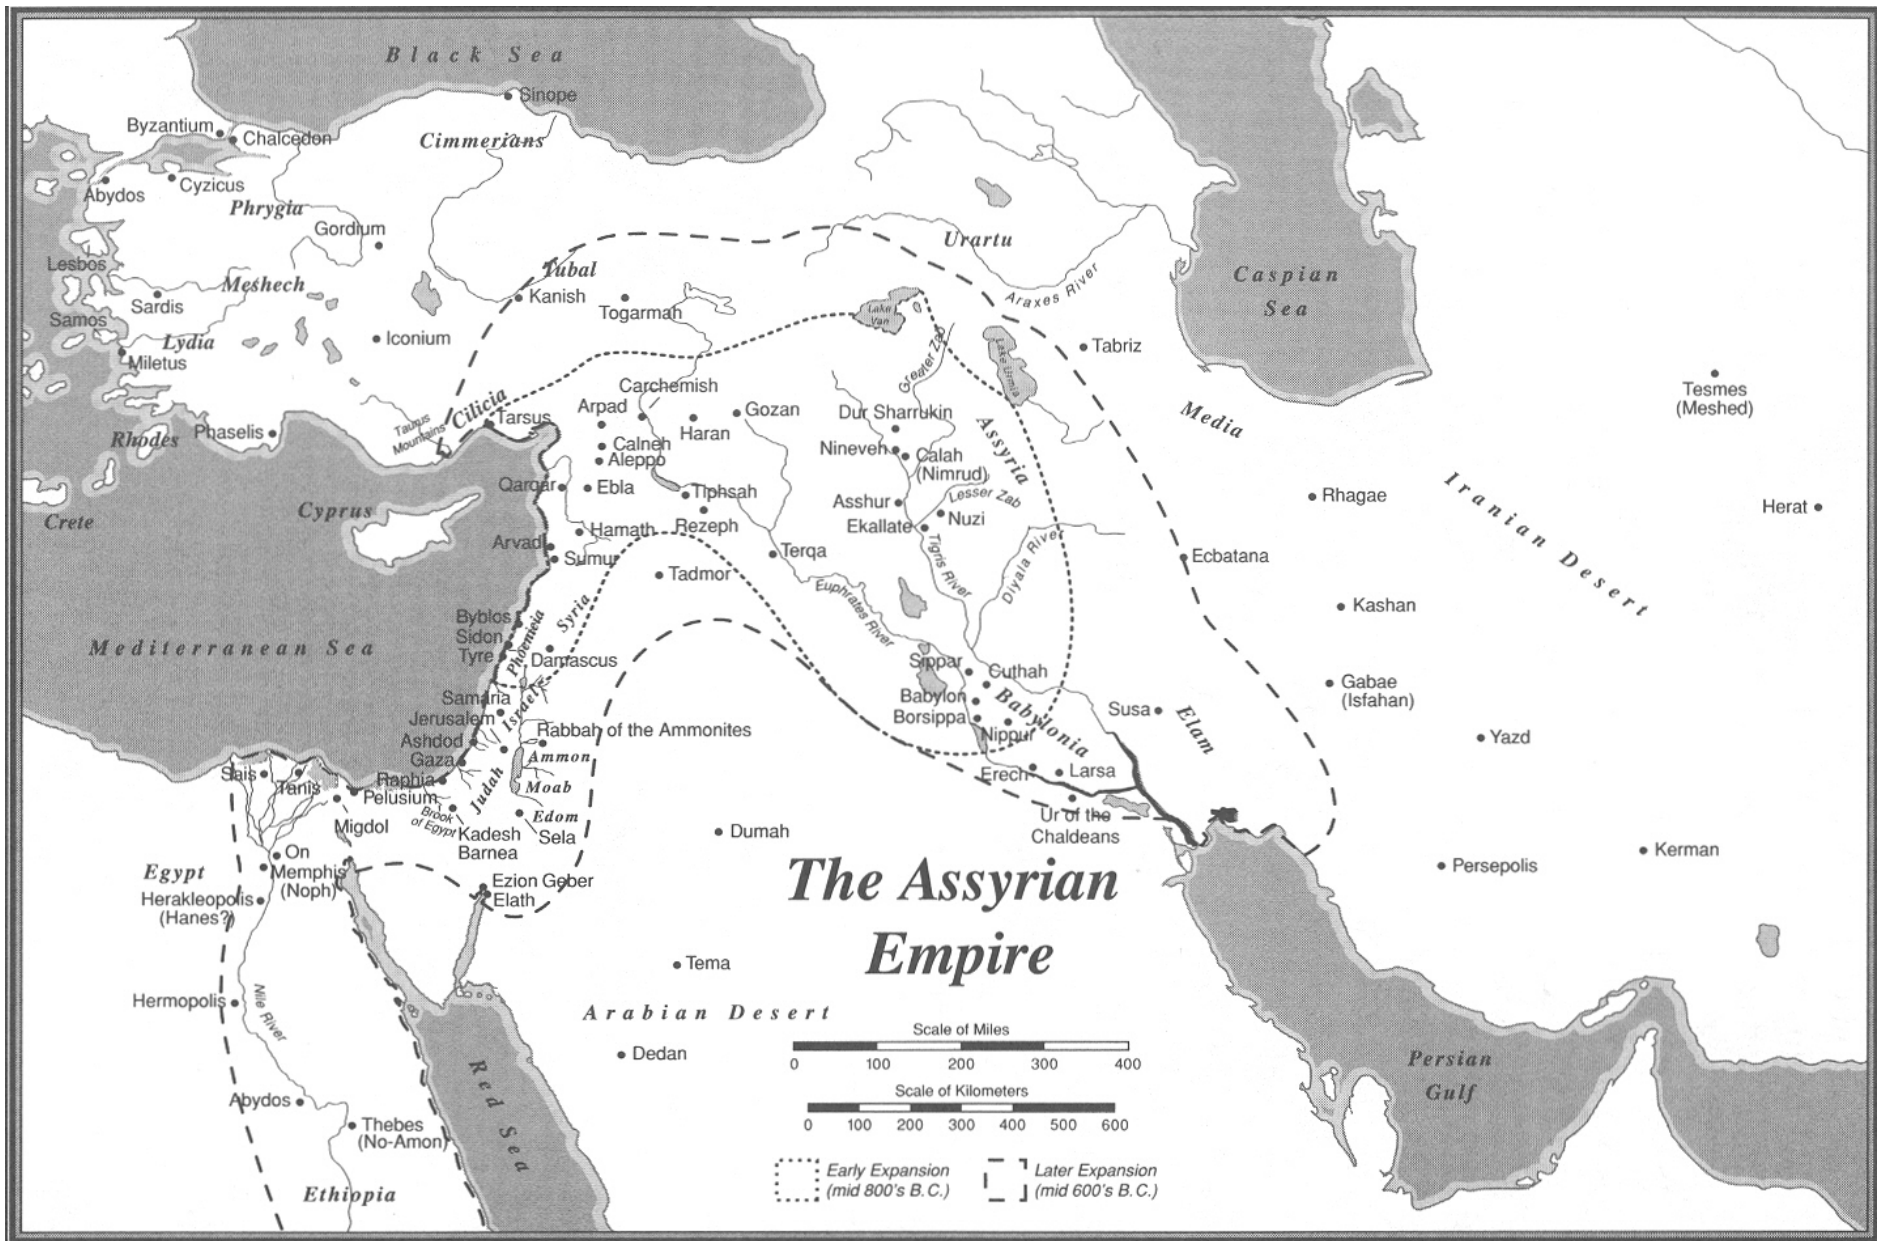 Black Sea
Sinope
Byzantium
Chalcedon
Cimmerians
Abydos
Cyzicus
Phrygia
Gordium
Lesbos
Meshech
Sardis
Samos
Lydia
Miletus
Iconium
Tubal
Kanish
Togarmah
Urartu
Araxes River
Caspian
Sea
Lake
Van
Lake Urmia
Greater Zab
Tabriz
Tesmes
(Meshed)
Rhodes
Phaselis
Taurus
Mountains
Cilicia
Tarsus
Carchemish
Arpad
Haran
Gozan
Calneh
Aleppo
Dur Sharrukin
Nineveh
Calah
(Nimrud)
Assyria
Media
Crete
Cyprus
Qarqar
Ebla
Tiphsah
Rezeph
Asshur
Lesser Zab
Ekallate
Nuzi
Rhagae
Iranian Desert
Herat
Hamath
Arvad
Sumur
Terqa
Tadmor
Tigris River
Diyala River
Euphrates River
Ecbatana
Kashan
Mediterranean Sea
Byblos
Sidon
Tyre
Phoenicia
Syria
Damascus
Sippar
Cuthah
Babylon
Borsippa
Nippur
Babylonia
Susa
Elam
Gabae
(Isfahan)
Yazd
Samaria
Jerusalem
Israel
Ashdod
Gaza
Rabbah of the Ammonites
Ammon
Raphia
Judah
Moab
Erech
Larsa
Sais
Tanis
Pelusium
Brook
of Egypt
Edom
Migdol
Kadesh
Barnea
Sela
Dumah
Ur of the
Chaldeans
On
Egypt
Memphis
(Noph)
Herakleopolis
(Hanes?)
Ezion Geber
Elath
Persepolis
Kerman
The Assyrian
Empire
Tema
Hermopolis
Nile River
Arabian Desert
Dedan
Scale of Miles
0 100 200 300 400
Scale of Kilometers
0 100 200 300 400 500 600
Persian
Gulf
Red Sea
Abydos
Thebes
(No-Amon)
Ethiopia
Early Expansion
(mid 800's B.C.)
Later Expansion
(mid 600's B.C.)